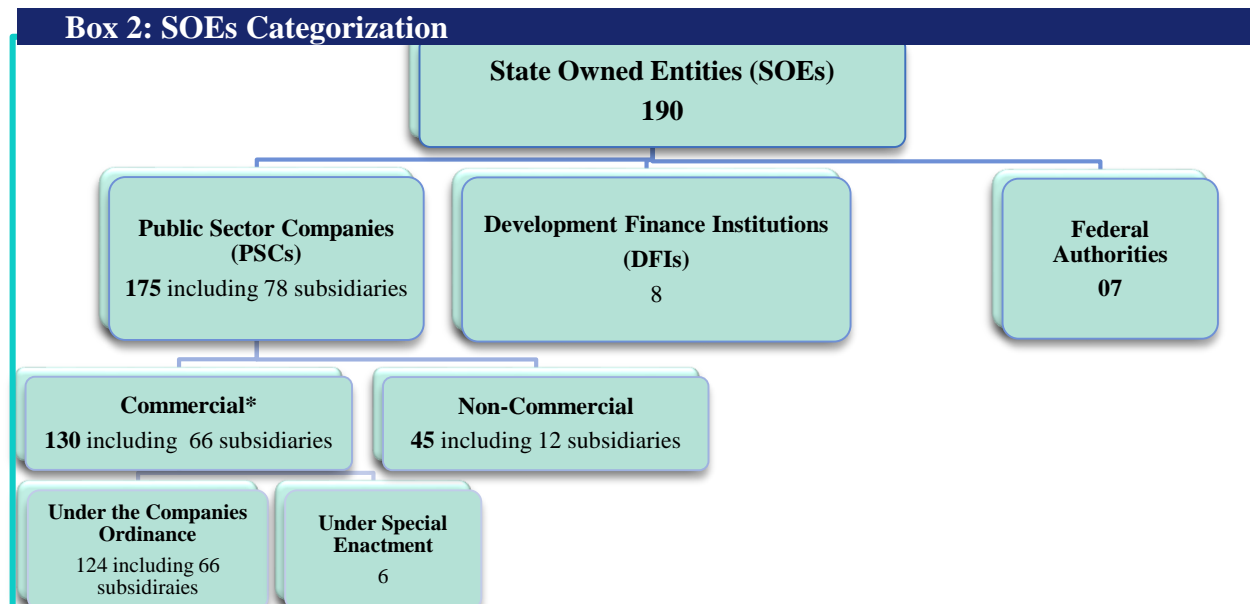 Box 2: SOEs Categorization
State Owned Entities (SOEs)
190
Public Sector Companies
(PSCs)
175 including 78 subsidiaries
Development Finance Institutions
(DFIs)
8
Federal
Authorities
07
Commercial*
130 including 66 subsidiaries
Non-Commercial
45 including 12 subsidiaries
Under the Companies
Ordinance
124 including 66
subsidiraies
Under Special
Enactment
6